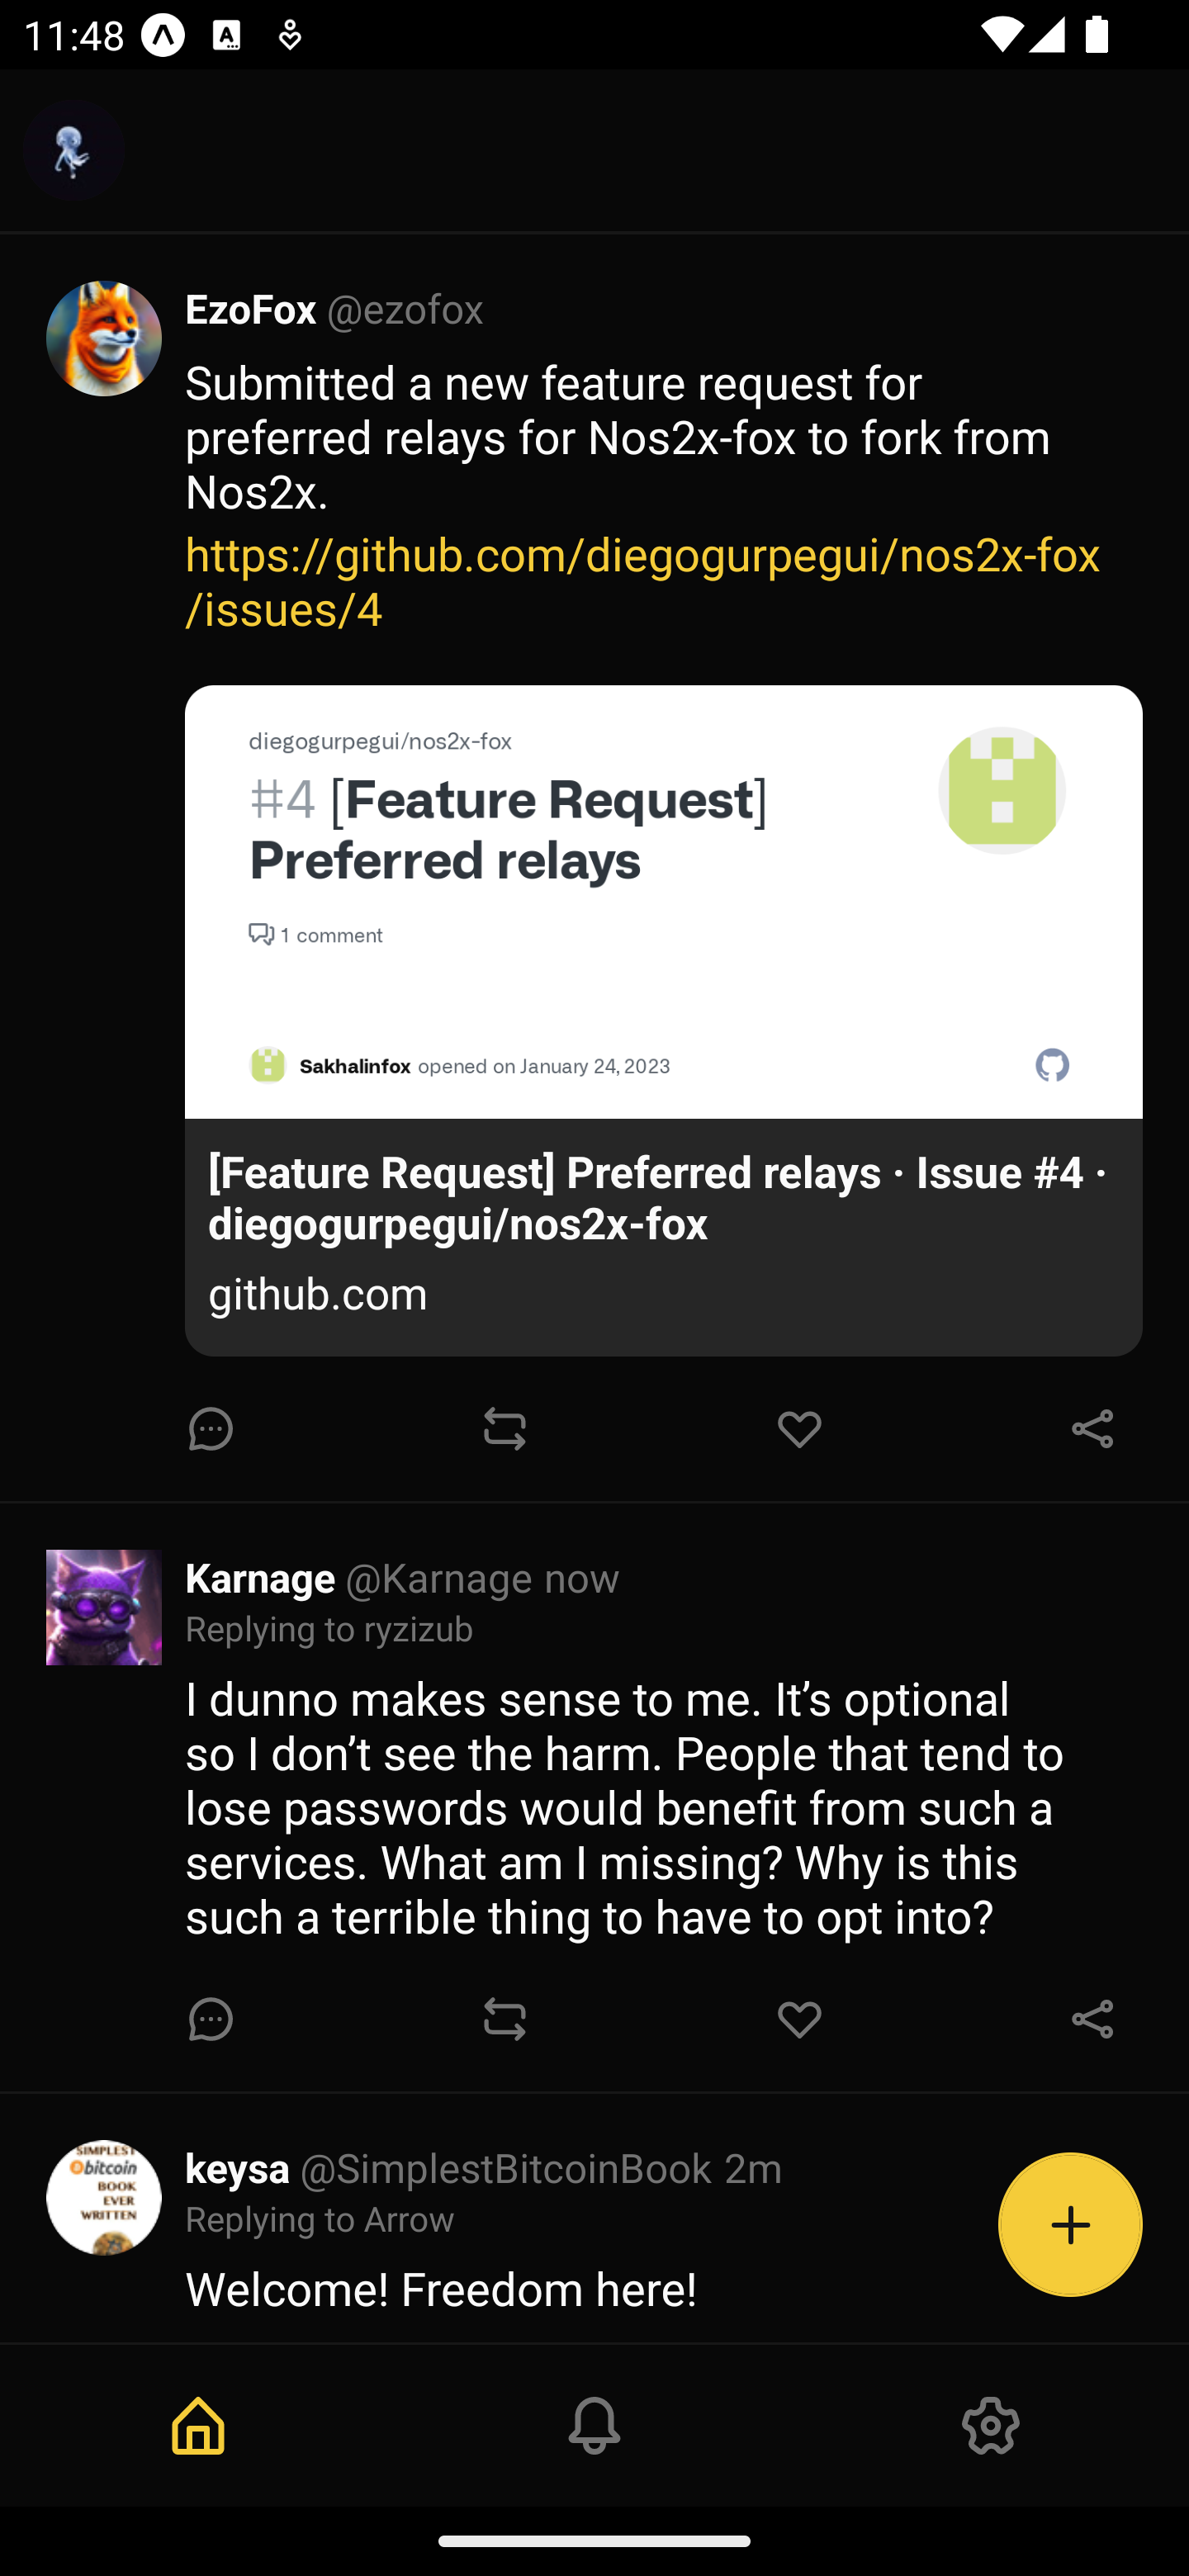 11:48
EzoFox @ezofox
Submitted a new feature request for
preferred relays for Nos2x-fox to fork from
Nos2x.
https://github.com/diegogurpegui/nos2x-fox
/issues/4
diegogurpegui/nos2x-fox
#4 [Feature Request]
Preferred relays
1 comment
Sakhalinfox opened on January 24, 2023
[Feature Request] Preferred relays · Issue #4 ·
diegogurpegui/nos2x-fox
github.com
Karnage @Karnage now
Replying to ryzizub
I dunno makes sense to me. It’s optional
so I don’t see the harm. People that tend to
lose passwords would benefit from such a
services. What am I missing? Why is this
such a terrible thing to have to opt into?
SIMPLEST
bitcoin
BOOK
EVER
WRITTEN
keysa @SimplestBitcoinBook 2m
Replying to Arrow
Welcome! Freedom here!